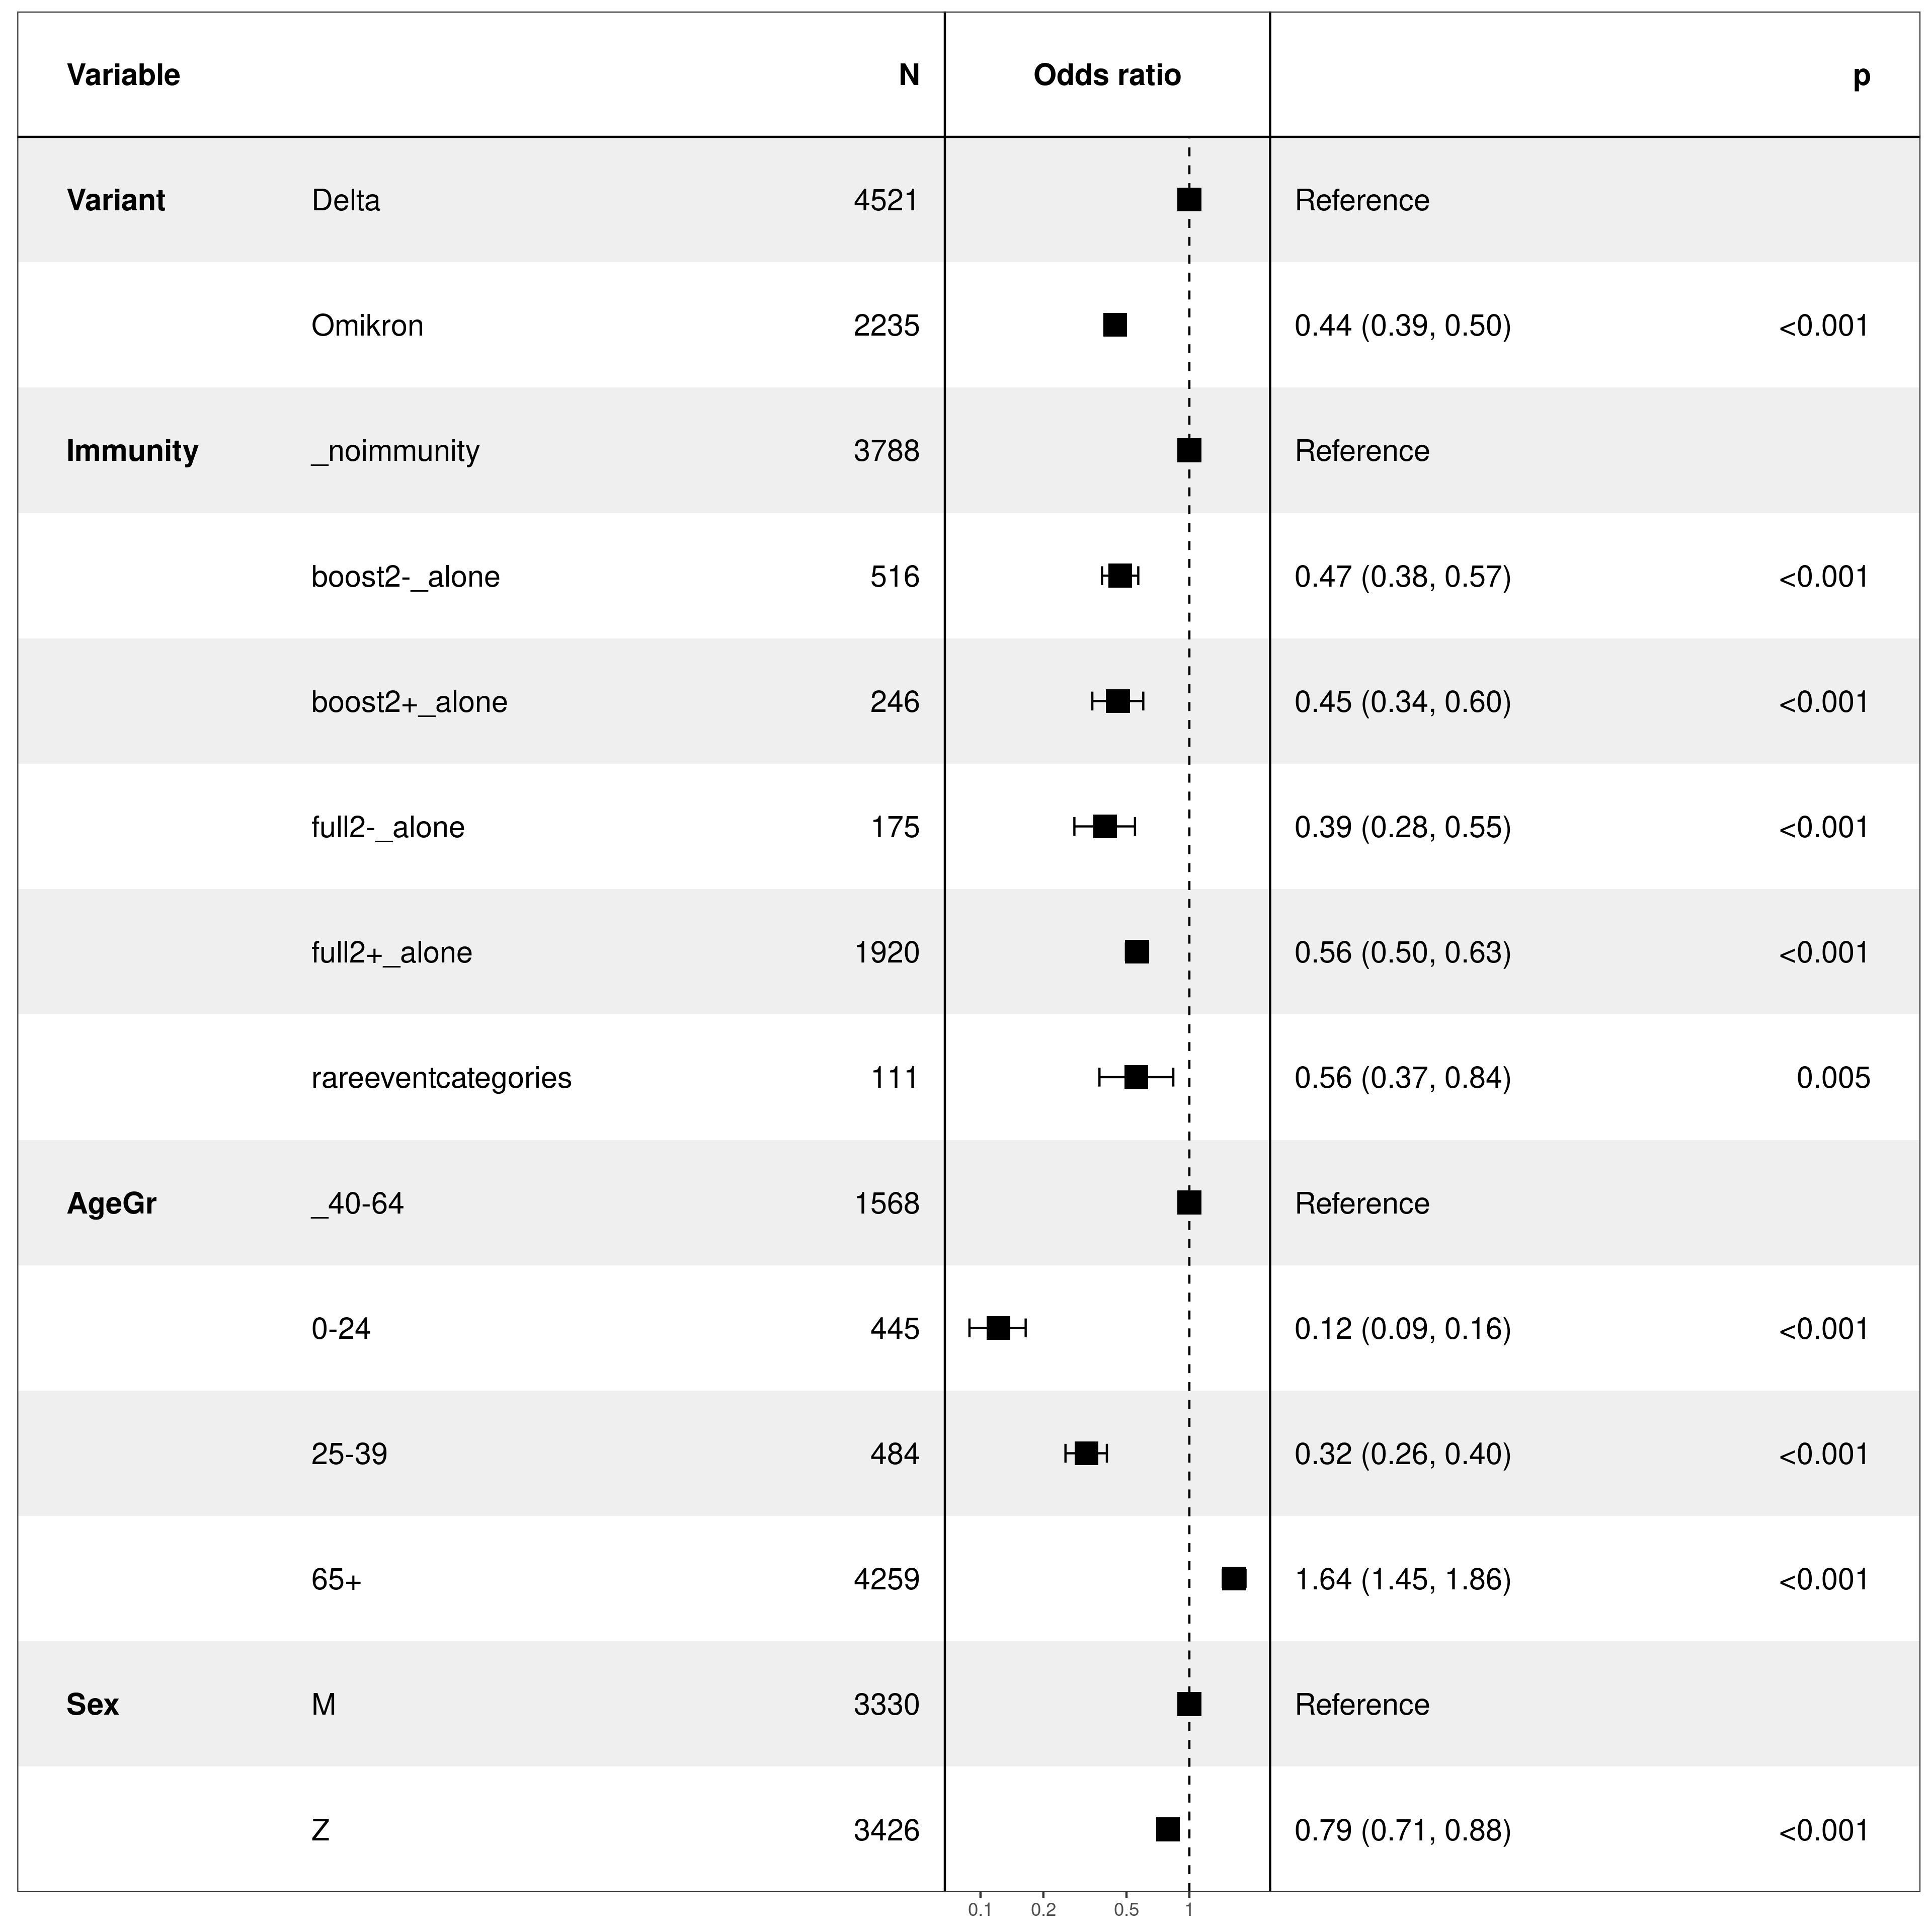 Variable N Odds ratio p
Variant Delta 4521 Reference
Omikron 2235 0.44 (0.39, 0.50) <0.001
Immunity _noimmunity 3788 Reference
boost2-_alone 516 0.47 (0.38, 0.57) <0.001
boost2+_alone 246 0.45 (0.34, 0.60) <0.001
full2-_alone 175 0.39 (0.28, 0.55) <0.001
full2+_alone 1920 0.56 (0.50, 0.63) <0.001
rareeventcategories 111 0.56 (0.37, 0.84) 0.005
AgeGr _40-64 1568 Reference
0-24 445 0.12 (0.09, 0.16) <0.001
25-39 484 0.32 (0.26, 0.40) <0.001
65+ 4259 1.64 (1.45, 1.86) <0.001
Sex M 3330 Reference
Z 3426 0.79 (0.71, 0.88) <0.001
0.1 0.2 0.5 1